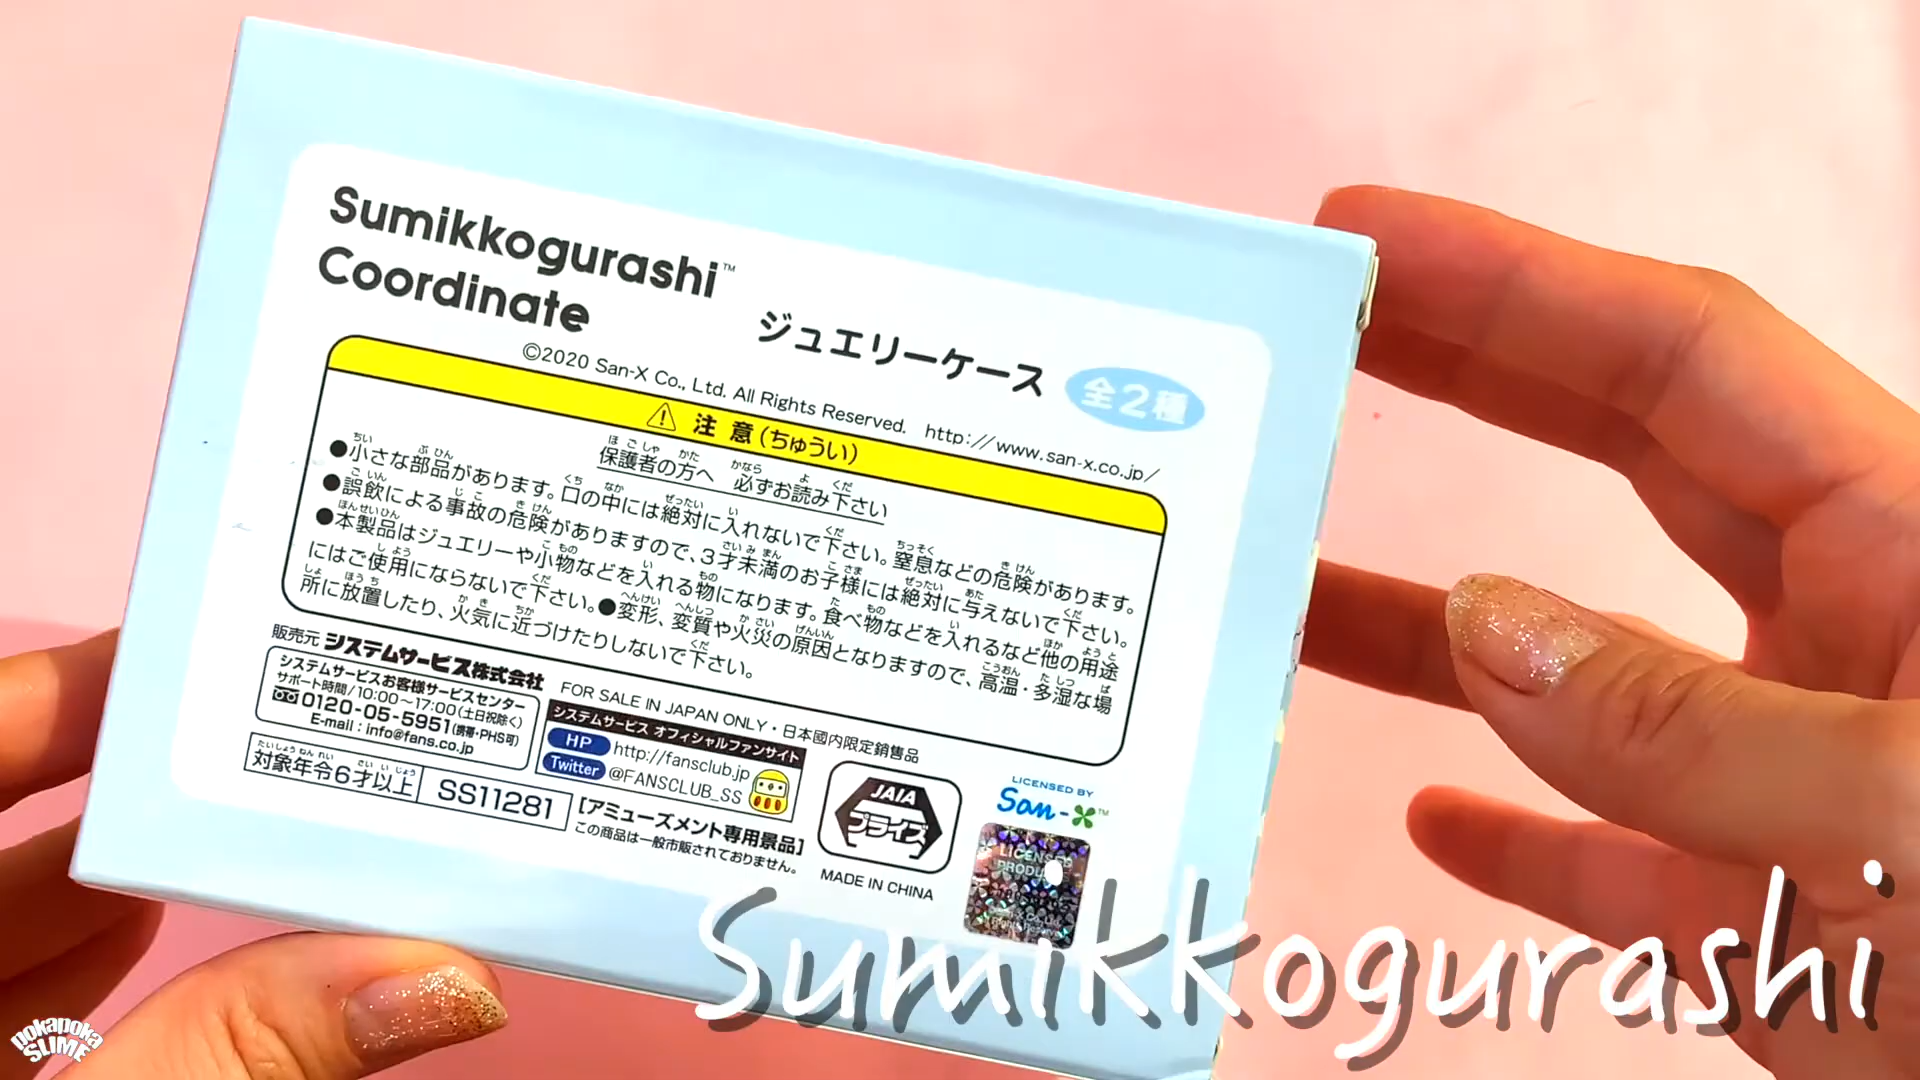 Sumikkogurashi™
Coordinate
ジュエリーケース
全2種
©2020 San-X Co., Ltd. All Rights Reserved. http://www.san-x.co.jp/
注意(ちゅうい)
保護者の方へ 必ずお読み下さい
●小さな部品があります。口の中には絶対に入れないで下さい。窒息などの危険があります。
●誤飲による事故の危険がありますので、3才未満のお子様には絶対に与えないで下さい。
●本製品はジュエリーや小物などを入れる物になります。食べ物などを入れるなど他の用途
にはご使用にならないで下さい。●変形、変質や火災の原因となりますので、高温・多湿な場
所に放置したり、火気に近づけたりしないで下さい。
販売元 システムサービス株式会社
システムサービスお客様サービスセンター
サポート時間/10:00~17:00(土日祝除く)
0120-05-5951(携帯・PHS可)
E-mail : info@fans.co.jp
FOR SALE IN JAPAN ONLY・日本國内限定銷售品
システムサービス オフィシャルファンサイト
HP http://fansclub.jp
Twitter @FANSCLUB_SS
対象年令6才以上 SS11281
[アミューズメント専用景品]
この商品は一般市販されておりません。
JAIA
プライズ
MADE IN CHINA
LICENSED BY
San-X™
LICENSED
PRODUCT
Sumikkogurashi
pokapoka
SLIME